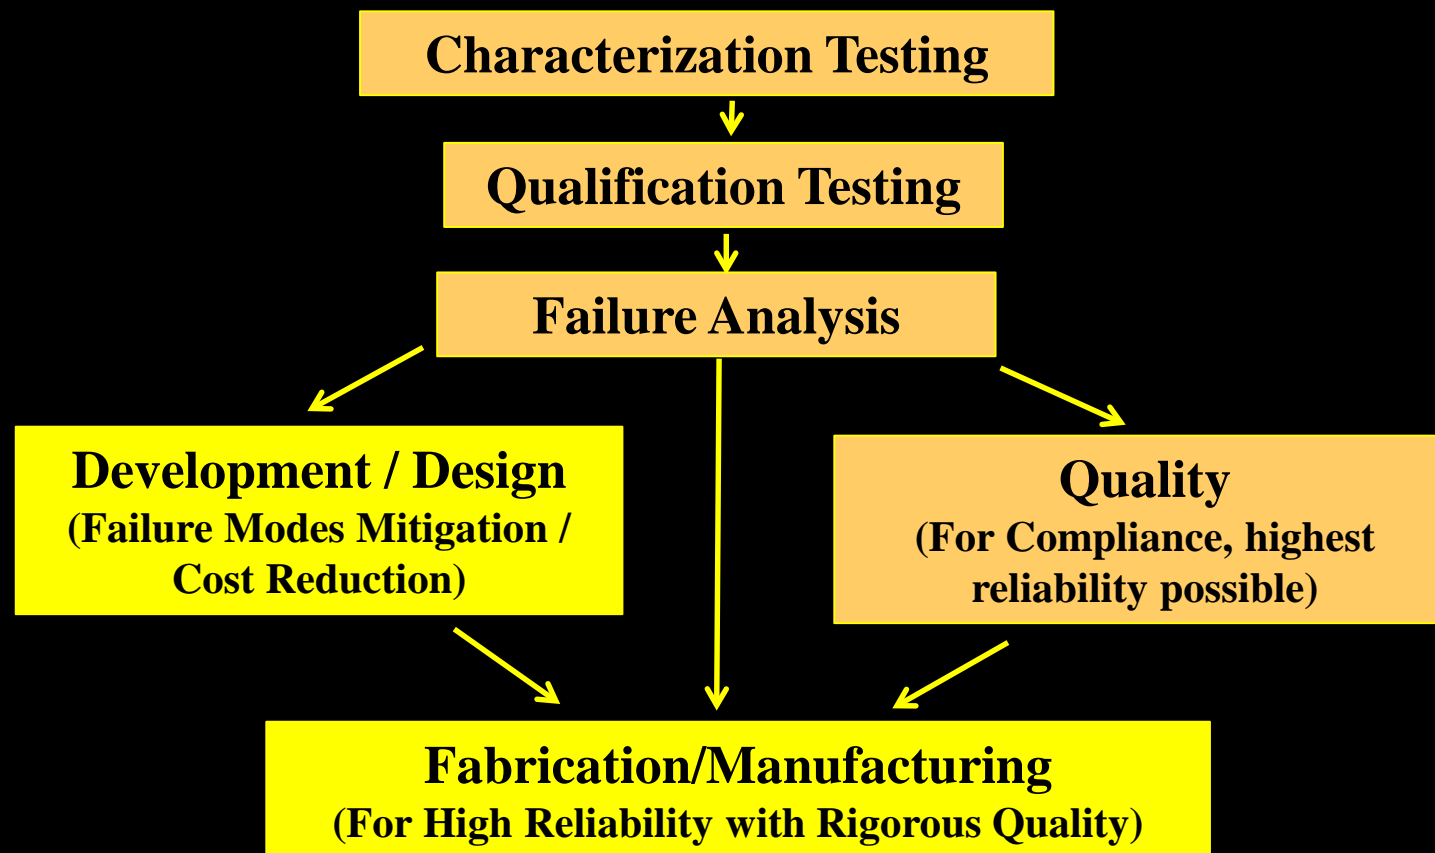 Characterization Testing
Qualification Testing
Failure Analysis
Development / Design
(Failure Modes Mitigation /
Cost Reduction)
Quality
(For Compliance, highest
reliability possible)
Fabrication/Manufacturing
(For High Reliability with Rigorous Quality)